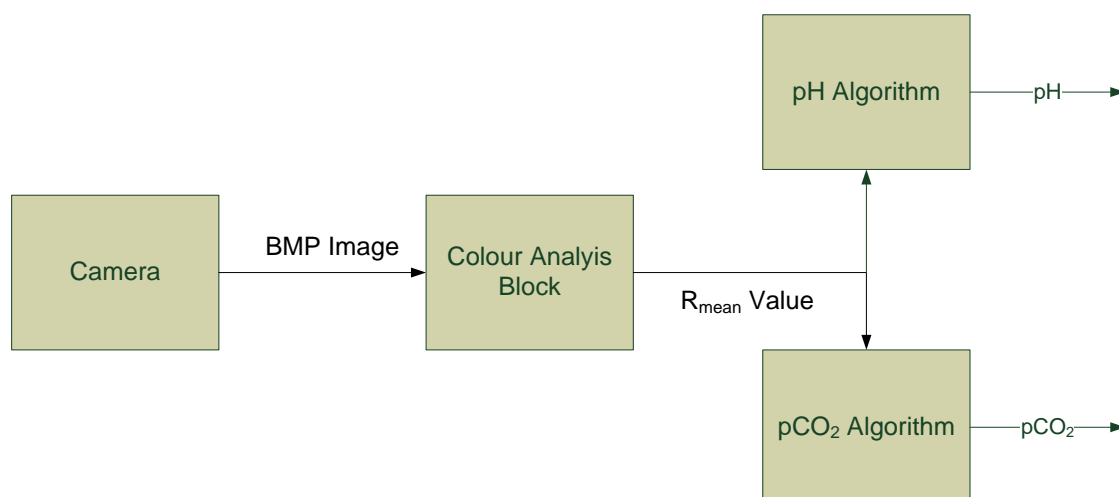 pH Algorithm
pH
Camera
BMP Image
Colour Analyis
Block
Rₘₑₐₙ Value
pCO₂ Algorithm
pCO₂